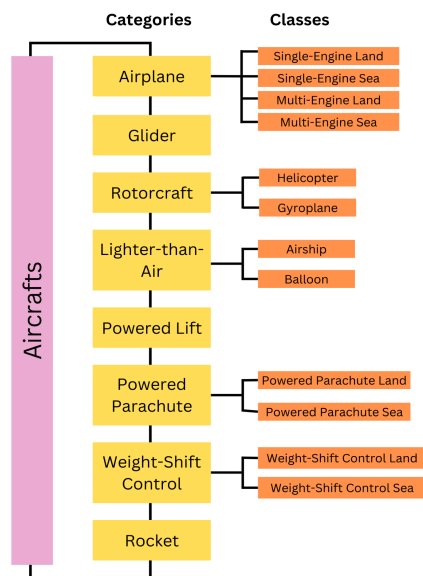 Categories
Classes
Aircrafts
Airplane
Single-Engine Land
Single-Engine Sea
Multi-Engine Land
Multi-Engine Sea
Glider
Rotorcraft
Helicopter
Gyroplane
Lighter-than-
Air
Airship
Balloon
Powered Lift
Powered
Parachute
Powered Parachute Land
Powered Parachute Sea
Weight-Shift
Control
Weight-Shift Control Land
Weight-Shift Control Sea
Rocket